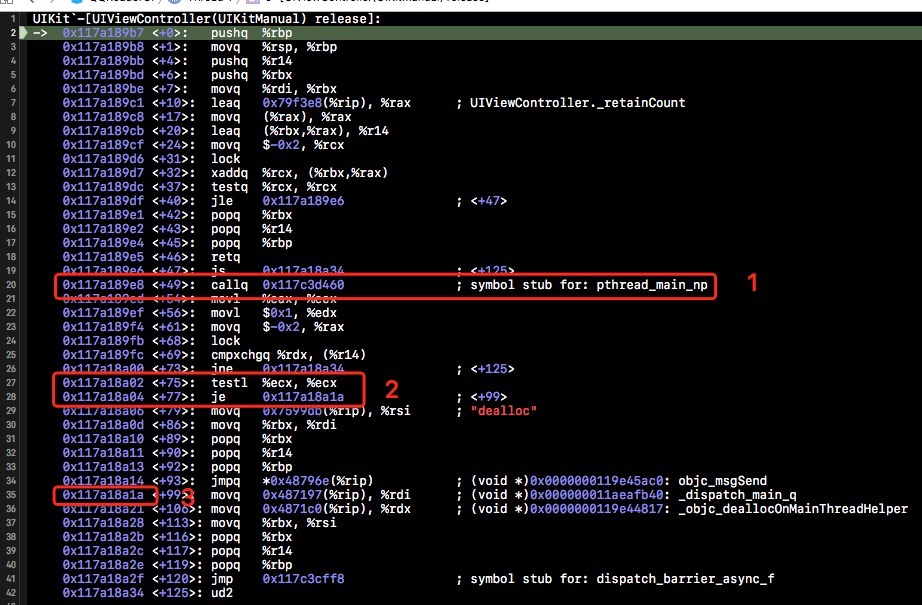 1 UIKit`-[UIViewController(UIKitManual) release]:
2 -> 0x117a189b7 <+0>: pushq %rbp
3 0x117a189b8 <+1>: movq %rsp, %rbp
4 0x117a189bb <+4>: pushq %r14
5 0x117a189bd <+6>: pushq %rbx
6 0x117a189be <+7>: movq %rdi, %rbx
7 0x117a189c1 <+10>: leaq 0x79f3e8(%rip), %rax ; UIViewController._retainCount
8 0x117a189c8 <+17>: movq (%rax), %rax
9 0x117a189cb <+20>: leaq (%rbx,%rax), %r14
10 0x117a189cf <+24>: movq $-0x2, %rcx
11 0x117a189d6 <+31>: lock
12 0x117a189d7 <+32>: xaddq %rcx, (%rbx,%rax)
13 0x117a189dc <+37>: testq %rcx, %rcx
14 0x117a189df <+40>: jle 0x117a189e6 ; <+47>
15 0x117a189e1 <+42>: popq %rbx
16 0x117a189e2 <+43>: popq %r14
17 0x117a189e4 <+45>: popq %rbp
18 0x117a189e5 <+46>: retq
19 0x117a189e6 <+47>: js 0x117a18a34 ; <+125>
20 0x117a189e8 <+49>: callq 0x117c3d460 ; symbol stub for: pthread_main_np 1
21 0x117a189ed <+54>: movl %eax, %ecx
22 0x117a189ef <+56>: movl $0x1, %edx
23 0x117a189f4 <+61>: movq $-0x2, %rax
24 0x117a189fb <+68>: lock
25 0x117a189fc <+69>: cmpxchgq %rdx, (%r14)
26 0x117a18a00 <+73>: jne 0x117a18a34 ; <+125>
27 0x117a18a02 <+75>: testl %ecx, %ecx 2
28 0x117a18a04 <+77>: je 0x117a18a1a ; <+99>
29 0x117a18a06 <+79>: movq 0x7599db(%rip), %rsi ; "dealloc"
30 0x117a18a0d <+86>: movq %rbx, %rdi
31 0x117a18a10 <+89>: popq %rbx
32 0x117a18a11 <+90>: popq %r14
33 0x117a18a13 <+92>: popq %rbp
34 0x117a18a14 <+93>: jmpq *0x48796e(%rip) ; (void *)0x0000000119e45ac0: objc_msgSend
35 0x117a18a1a <+99>: 3 movq 0x487197(%rip), %rdi ; (void *)0x000000011aeafb40: _dispatch_main_q
36 0x117a18a21 <+106>: movq 0x4871c0(%rip), %rdx ; (void *)0x0000000119e44817: _objc_deallocOnMainThreadHelper
37 0x117a18a28 <+113>: movq %rbx, %rsi
38 0x117a18a2b <+116>: popq %rbx
39 0x117a18a2c <+117>: popq %r14
40 0x117a18a2e <+119>: popq %rbp
41 0x117a18a2f <+120>: jmp 0x117c3cff8 ; symbol stub for: dispatch_barrier_async_f
42 0x117a18a34 <+125>: ud2